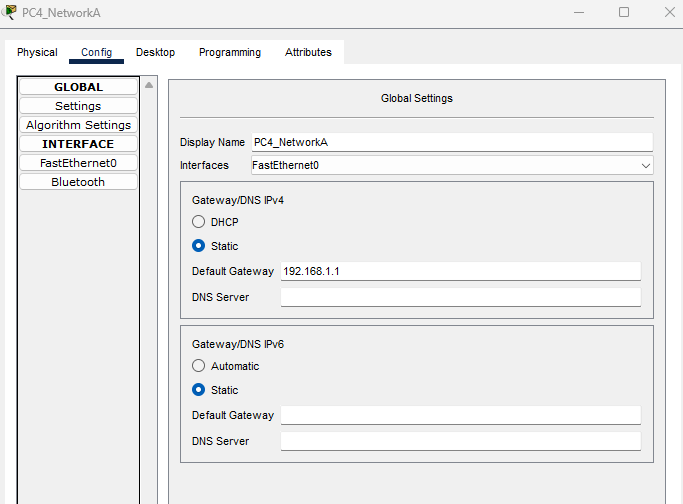 PC4_NetworkA
Physical Config Desktop Programming Attributes
GLOBAL
Settings
Algorithm Settings
INTERFACE
FastEthernet0
Bluetooth
Global Settings
Display Name PC4_NetworkA
Interfaces FastEthernet0
Gateway/DNS IPv4
DHCP
Static
Default Gateway 192.168.1.1
DNS Server
Gateway/DNS IPv6
Automatic
Static
Default Gateway
DNS Server